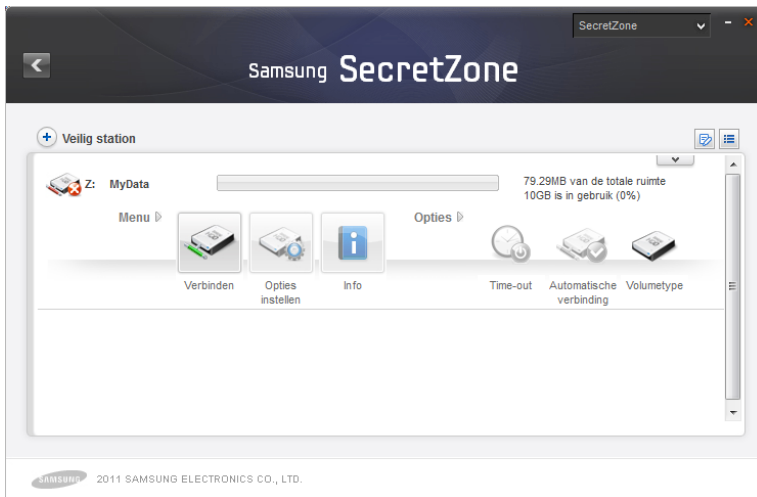 SecretZone
Samsung SecretZone
Veilig station
Z: MyData
79.29MB van de totale ruimte
10GB is in gebruik (0%)
Menu
Opties
Verbinden
Opties
instellen
Info
Time-out
Automatische
verbinding
Volumetype
SAMSUNG
2011 SAMSUNG ELECTRONICS CO., LTD.